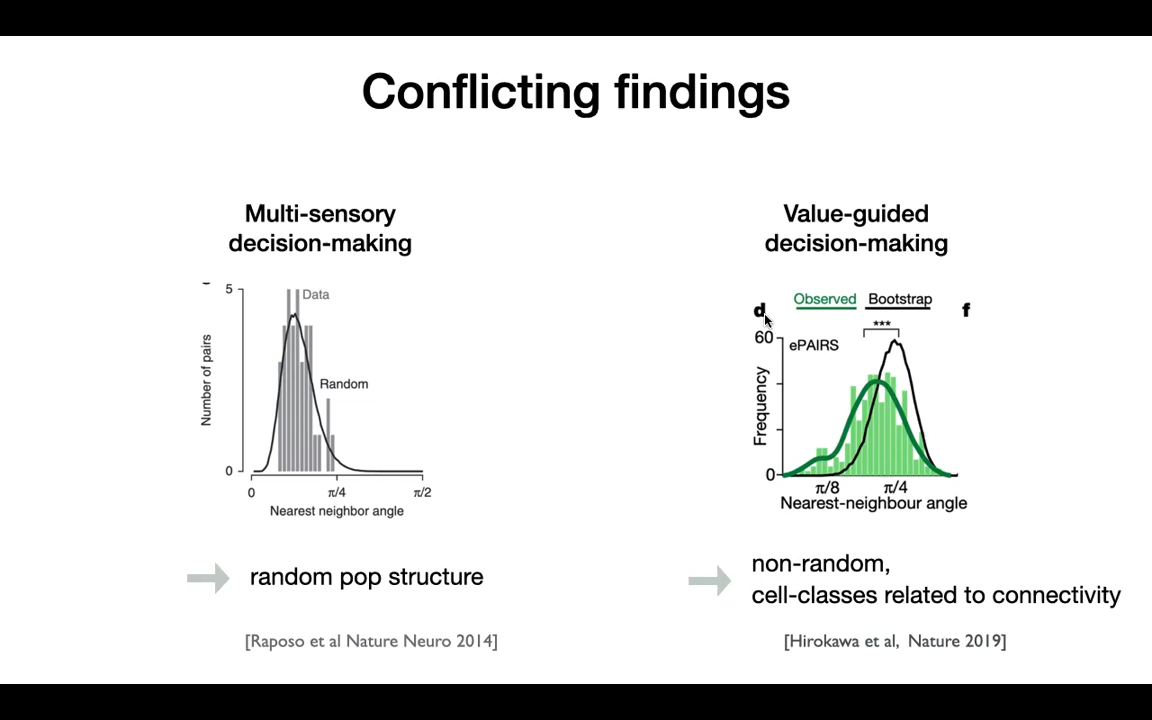 Conflicting findings
Multi-sensory
decision-making
5
Data
Random
Number of pairs
0
0
π/4
π/2
Nearest neighbor angle
random pop structure
[Raposo et al Nature Neuro 2014]
Value-guided
decision-making
Observed
Bootstrap
d
f
***
60
ePAIRS
Frequency
0
π/8
π/4
Nearest-neighbour angle
non-random,
cell-classes related to connectivity
[Hirokawa et al, Nature 2019]